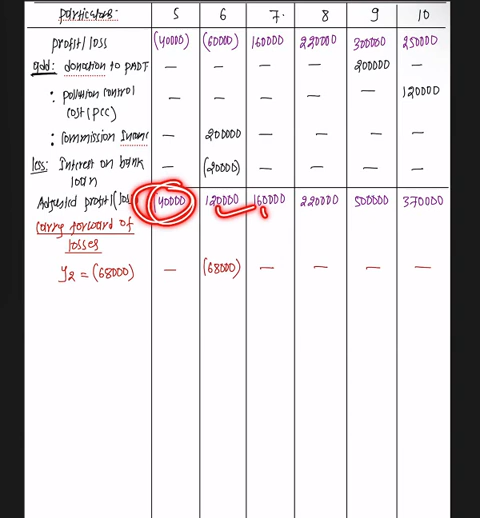 particulars: 5 6 7. 8 9 10
profit/loss (40000) (60000) 160000 220000 300000 250000
add: donation to PADT — — — — 200000 —
: pollution control cost (PCC) — — — — — 120000
: Commission Income — 200000 — — — —
less: Interest on bank loan — (20000) — — — —
Adjusted profit/(loss) (40000) 120000 160000 220000 500000 370000
carry forward of losses
Y2 = (68000) — (68000) — — — —